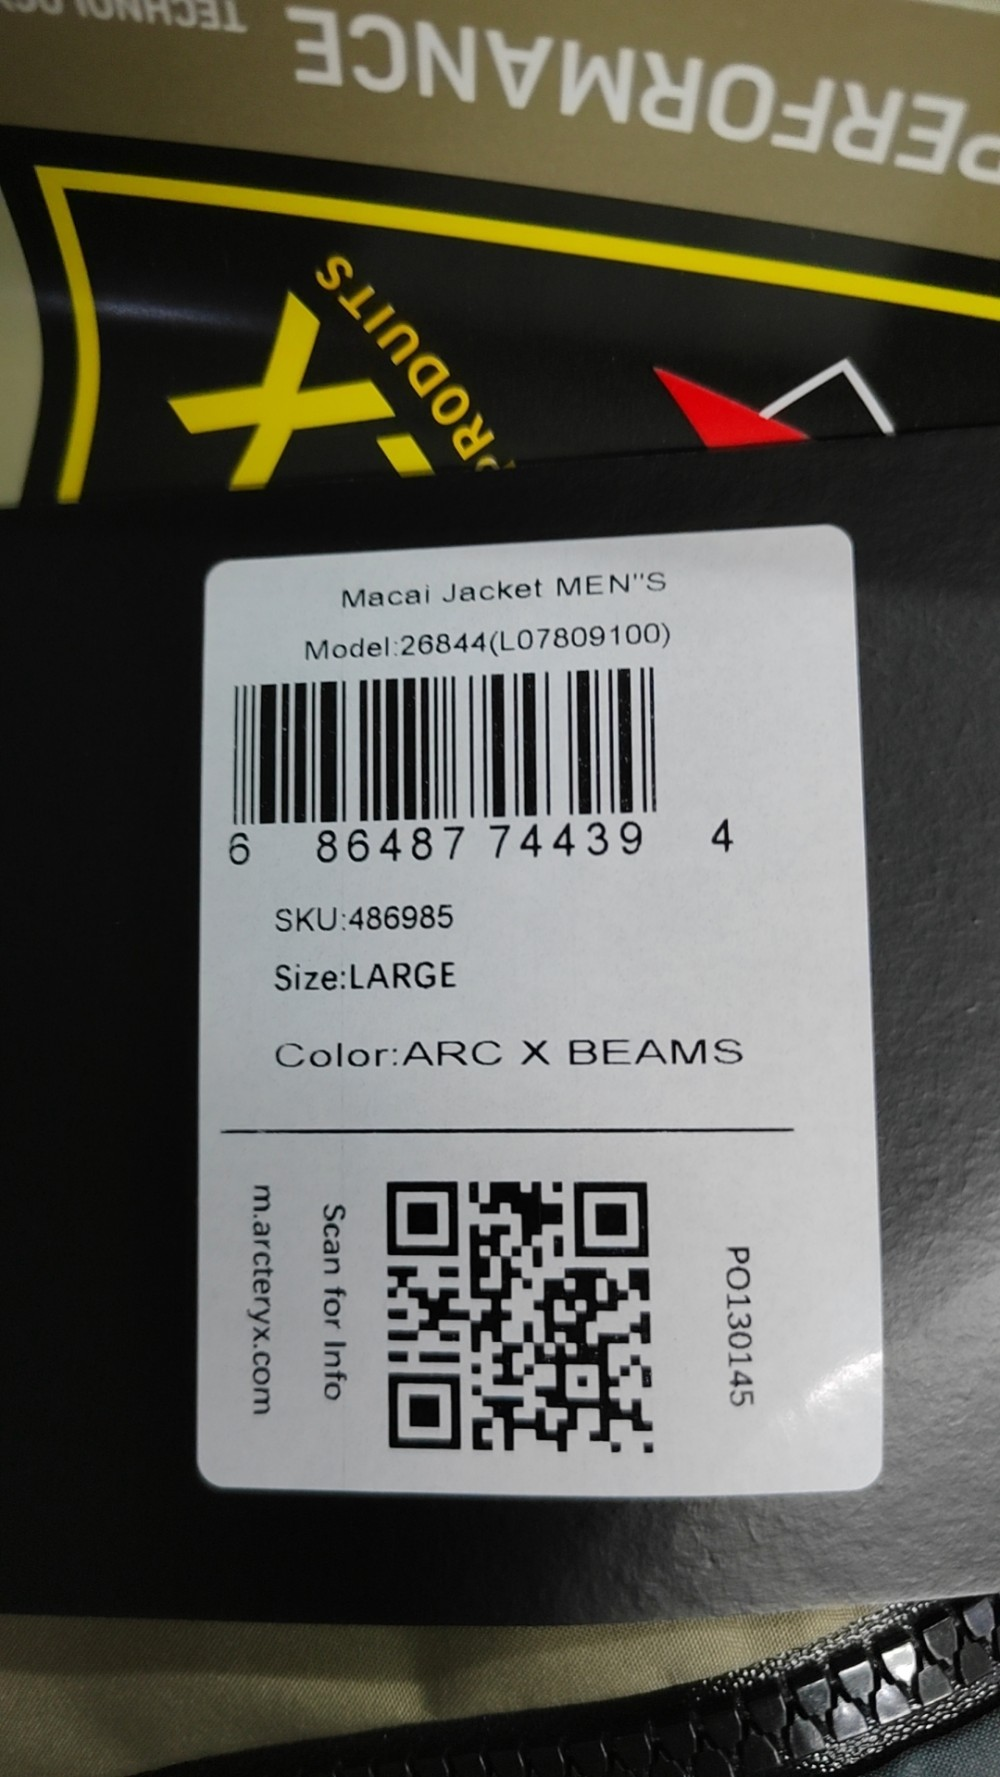 TECHNOLOGY
PERFORMANCE
PRODUITS
X
Macai Jacket MEN"S
Model:26844(L07809100)
6 86487 74439 4
SKU:486985
Size:LARGE
Color:ARC X BEAMS
PO130145
Scan for Info
m.arcteryx.com